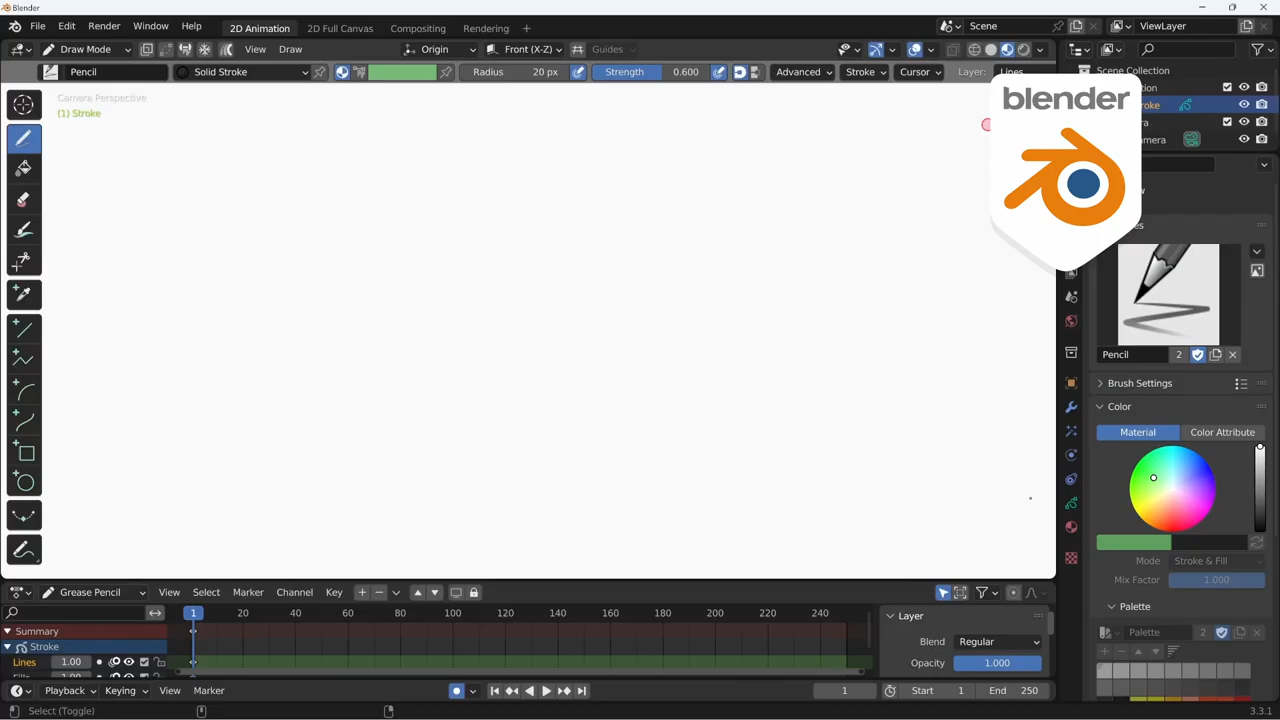 Blender
File Edit Render Window Help 2D Animation 2D Full Canvas Compositing Rendering + Scene ViewLayer
Draw Mode View Draw Origin Front (X-Z) Guides
Pencil Solid Stroke Radius 20 px Strength 0.600 Advanced Stroke Cursor Layer: Lines
Scene Collection
Camera Perspective
(1) Stroke
blender
Pencil 2
Brush Settings
Color
Material Color Attribute
Mode Stroke & Fill
Mix Factor 1.000
Palette
Palette 2
Grease Pencil View Select Marker Channel Key
1 20 40 60 80 100 120 140 160 180 200 220 240
Summary
Stroke
Lines 1.00
Layer
Blend Regular
Opacity 1.000
Playback Keying View Marker 1 Start 1 End 250
Select (Toggle) 3.3.1